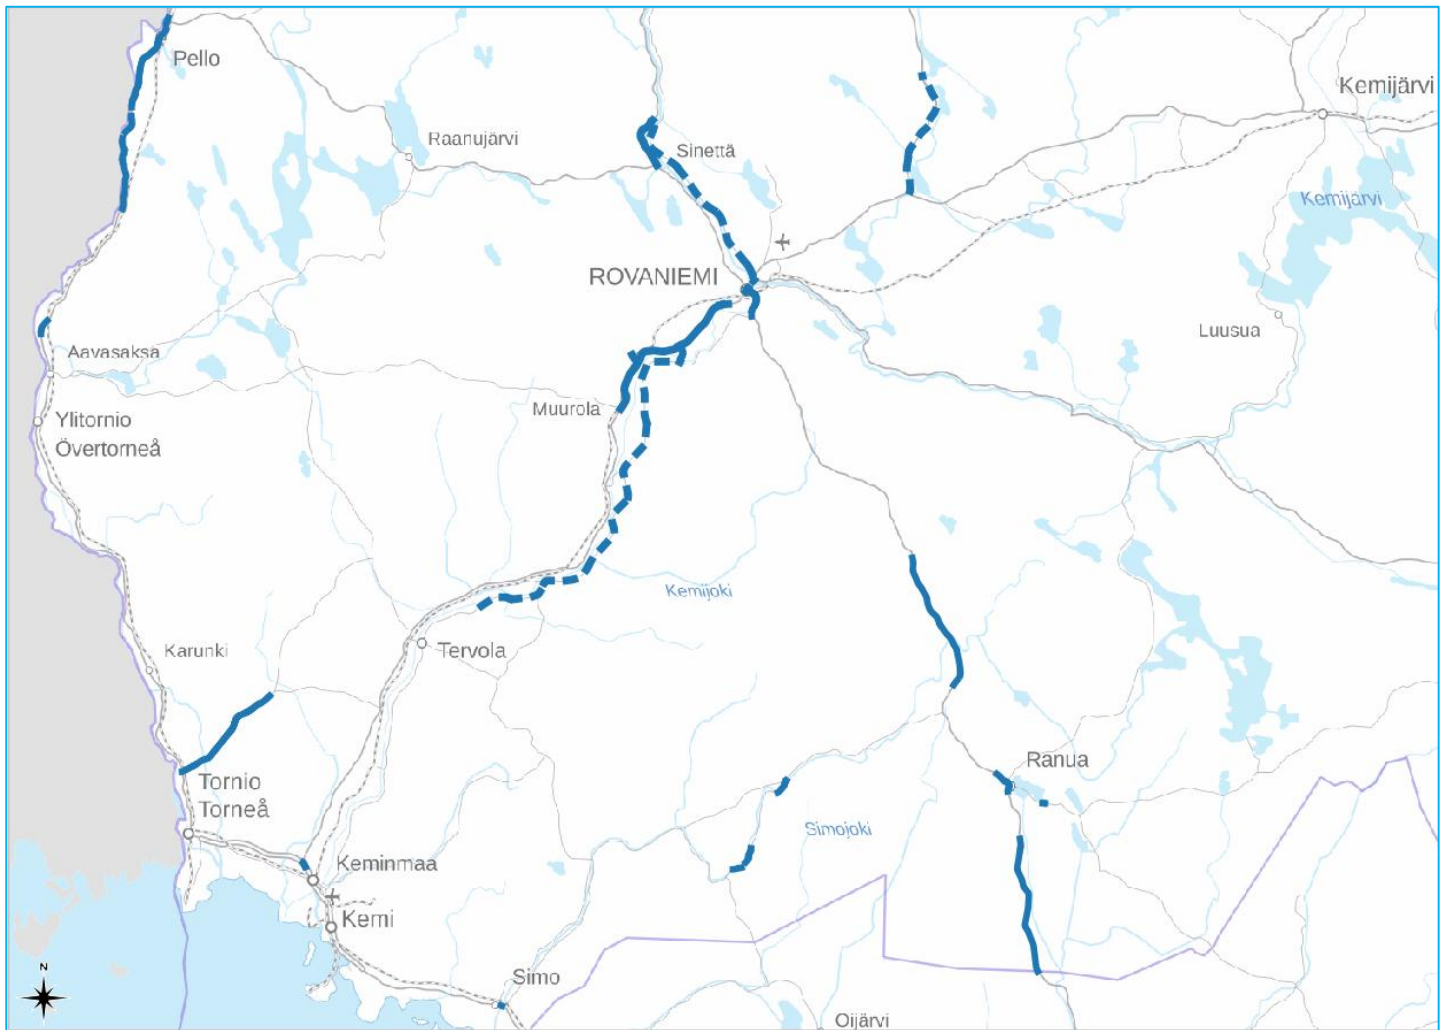 Pello
Kemijärvi
Raanujärvi
Sinettä
Kemijärvi
ROVANIEMI
Luusua
Aavasaksa
Muurola
Ylitornio
Övertorneå
Kemijoki
Karunki
Tervola
Ranua
Tornio
Torneå
Simojoki
Keminmaa
Kemi
N
Simo
Oijärvi